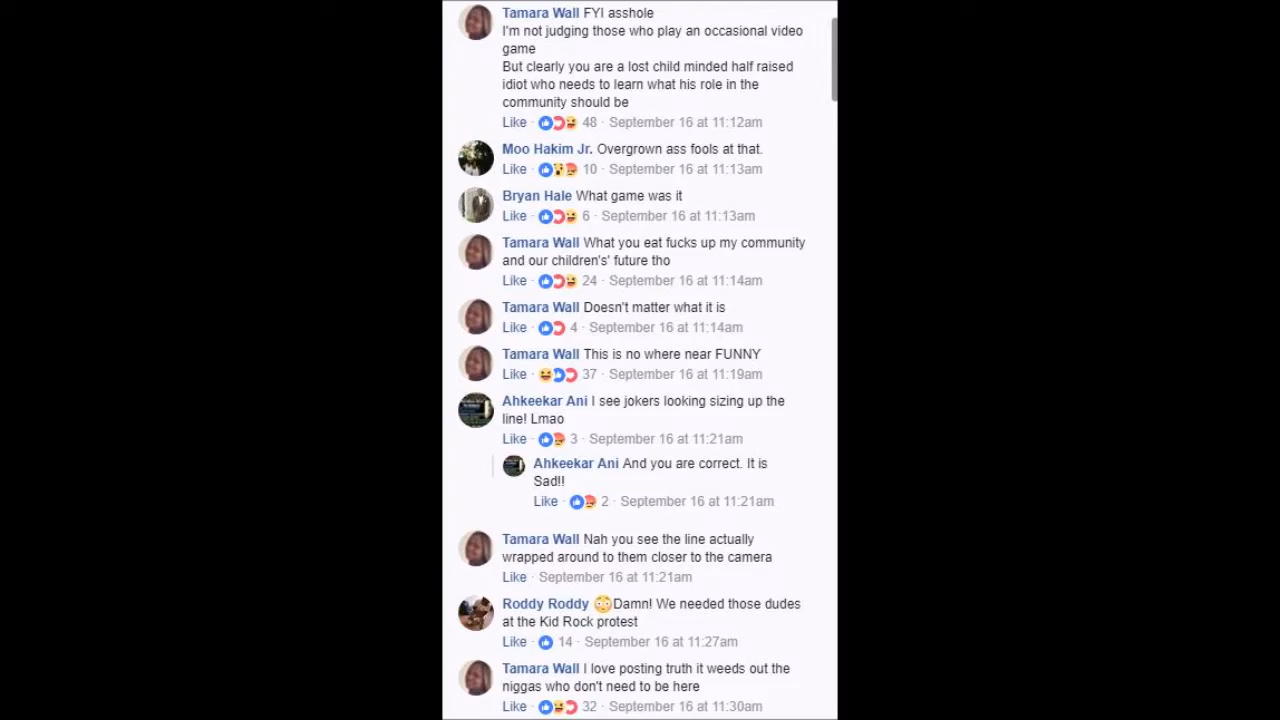 Tamara Wall FYI asshole
I'm not judging those who play an occasional video
game
But clearly you are a lost child minded half raised
idiot who needs to learn what his role in the
community should be
Like · 48 · September 16 at 11:12am
Moo Hakim Jr. Overgrown ass fools at that.
Like · 10 · September 16 at 11:13am
Bryan Hale What game was it
Like · 6 · September 16 at 11:13am
Tamara Wall What you eat fucks up my community
and our children's' future tho
Like · 24 · September 16 at 11:14am
Tamara Wall Doesn't matter what it is
Like · 4 · September 16 at 11:14am
Tamara Wall This is no where near FUNNY
Like · 37 · September 16 at 11:19am
Ahkeekar Ani I see jokers looking sizing up the
line! Lmao
Like · 3 · September 16 at 11:21am
Ahkeekar Ani And you are correct. It is
Sad!!
Like · 2 · September 16 at 11:21am
Tamara Wall Nah you see the line actually
wrapped around to them closer to the camera
Like · September 16 at 11:21am
Roddy Roddy 😳Damn! We needed those dudes
at the Kid Rock protest
Like · 14 · September 16 at 11:27am
Tamara Wall I love posting truth it weeds out the
niggas who don't need to be here
Like · 32 · September 16 at 11:30am